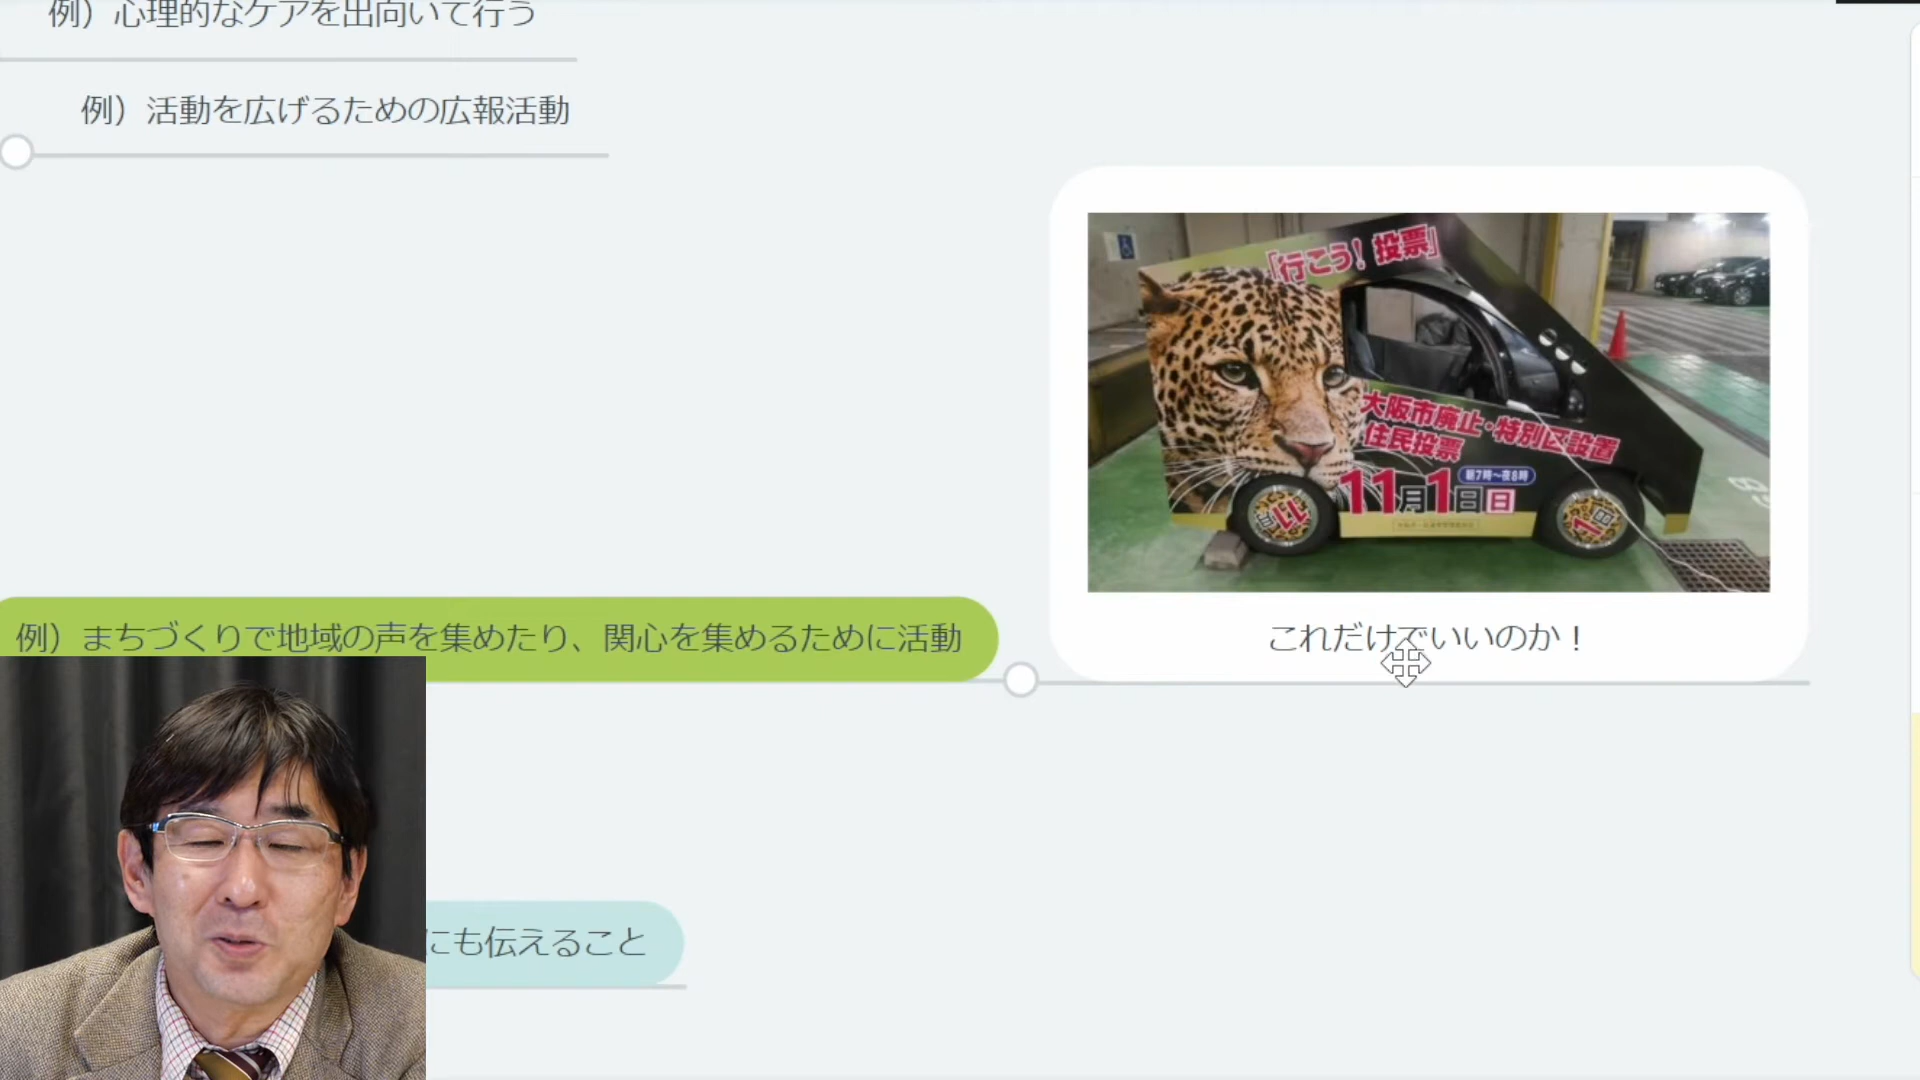 例）心理的なケアを出向いて行う
例）活動を広げるための広報活動
「行こう！投票」
大阪市廃止・特別区設置
住民投票
朝7時～夜8時
11月1日日
これだけでいいのか！
例）まちづくりで地域の声を集めたり、関心を集めるために活動
にも伝えること